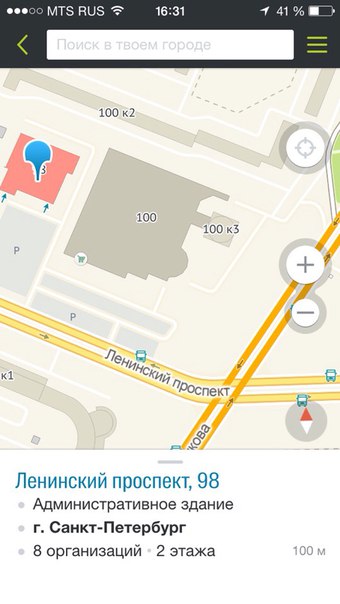 MTS RUS 16:31 41 %
Поиск в твоем городе
100 к2
3
100
100 к3
P
P
Ленинский проспект
к1
кова
Ленинский проспект, 98
Административное здание
г. Санкт-Петербург
8 организаций • 2 этажа 100 м